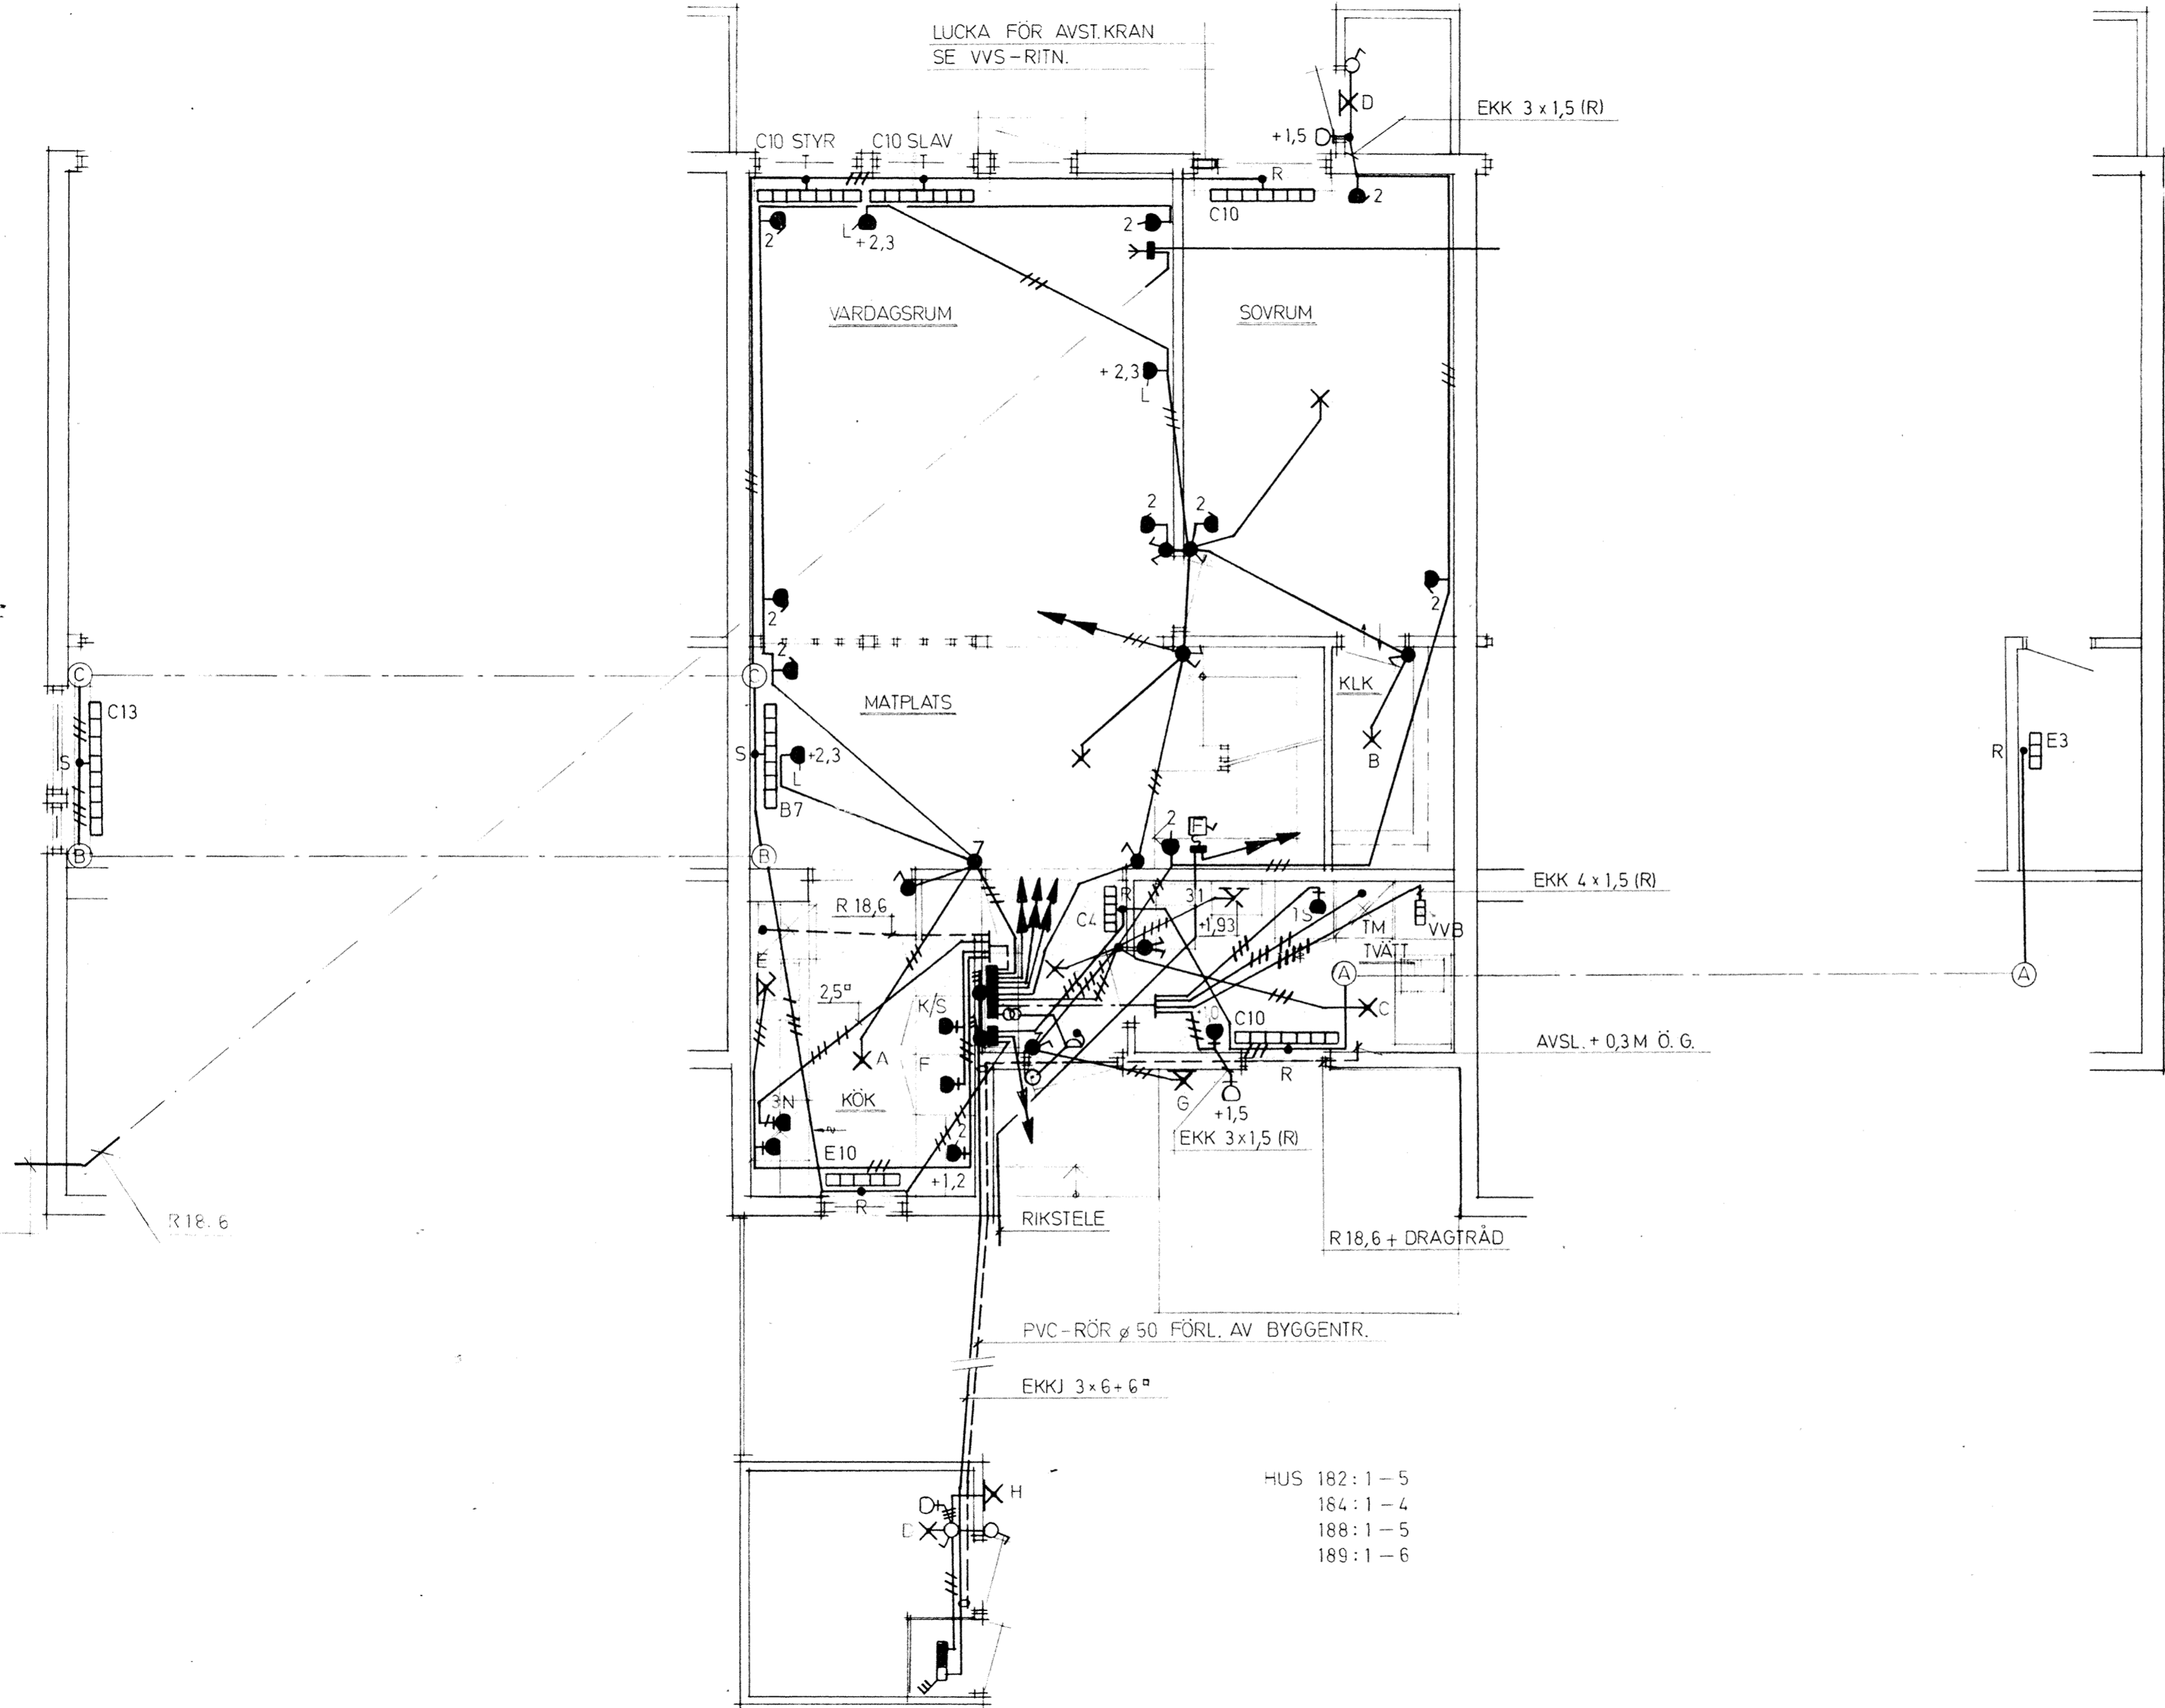 LUCKA FÖR AVST.KRAN
SE VVS-RITN.
D
EKK 3 x 1,5 (R)
+1,5
C10 STYR
C10 SLAV
R
2
C10
2
L
+2,3
2
VARDAGSRUM
SOVRUM
+ 2,3
L
2
2
2
2
2
C
C
C13
MATPLATS
KLK
S
S
+2,3
L
B7
B
R
E3
B
B
2
F
R 18,6
C4
R
31
+1,93
1S
TM
VVB
TVÄTT
EKK 4 x 1,5 (R)
E
A
A
2,5¤
K/S
C10
C
A
F
R
AVSL. + 0,3 M Ö. G.
3N
KÖK
G
+1,5
EKK 3x1,5 (R)
2
E10
+1,2
R
R 18. 6
RIKSTELE
R 18,6 + DRAGTRÅD
PVC-RÖR ø 50 FÖRL. AV BYGGENTR.
EKKJ 3x6+6¤
H
D
HUS 182 : 1 – 5
184 : 1 – 4
188 : 1 – 5
189 : 1 – 6